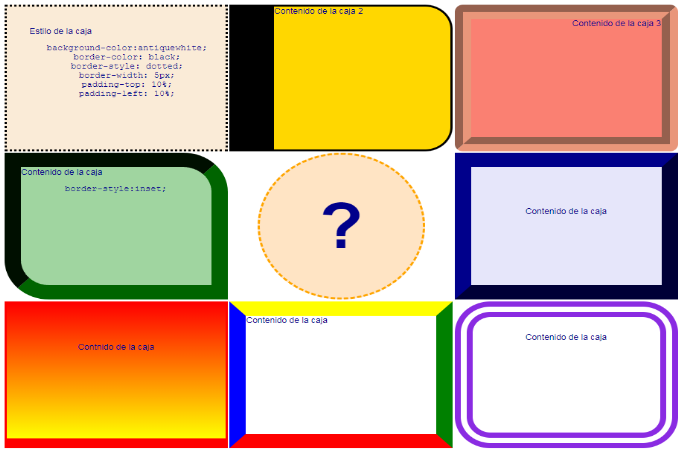 Estilo de la caja
background-color:antiquewhite;
border-color: black;
border-style: dotted;
border-width: 5px;
padding-top: 10%;
padding-left: 10%;
Contenido de la caja 2
Contenido de la caja 3
Contenido de la caja
border-style:inset;
?
Contenido de la caja
Contnido de la caja
Contenido de la caja
Contenido de la caja